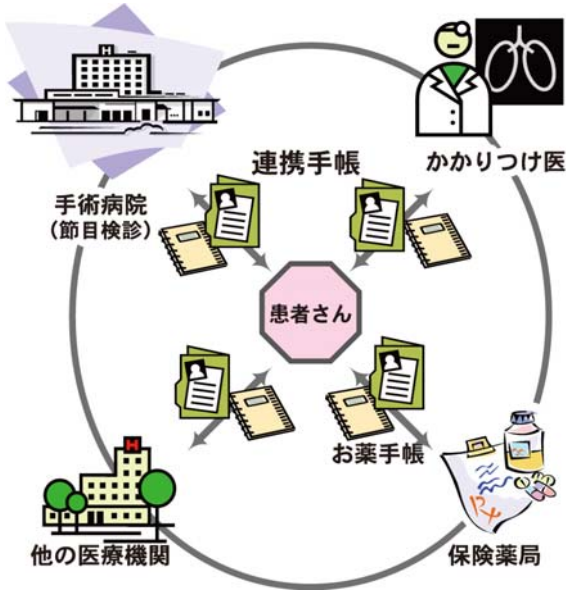 H
連携手帳
かかりつけ医
手術病院
（節目検診）
患者さん
お薬手帳
H
他の医療機関
保険薬局